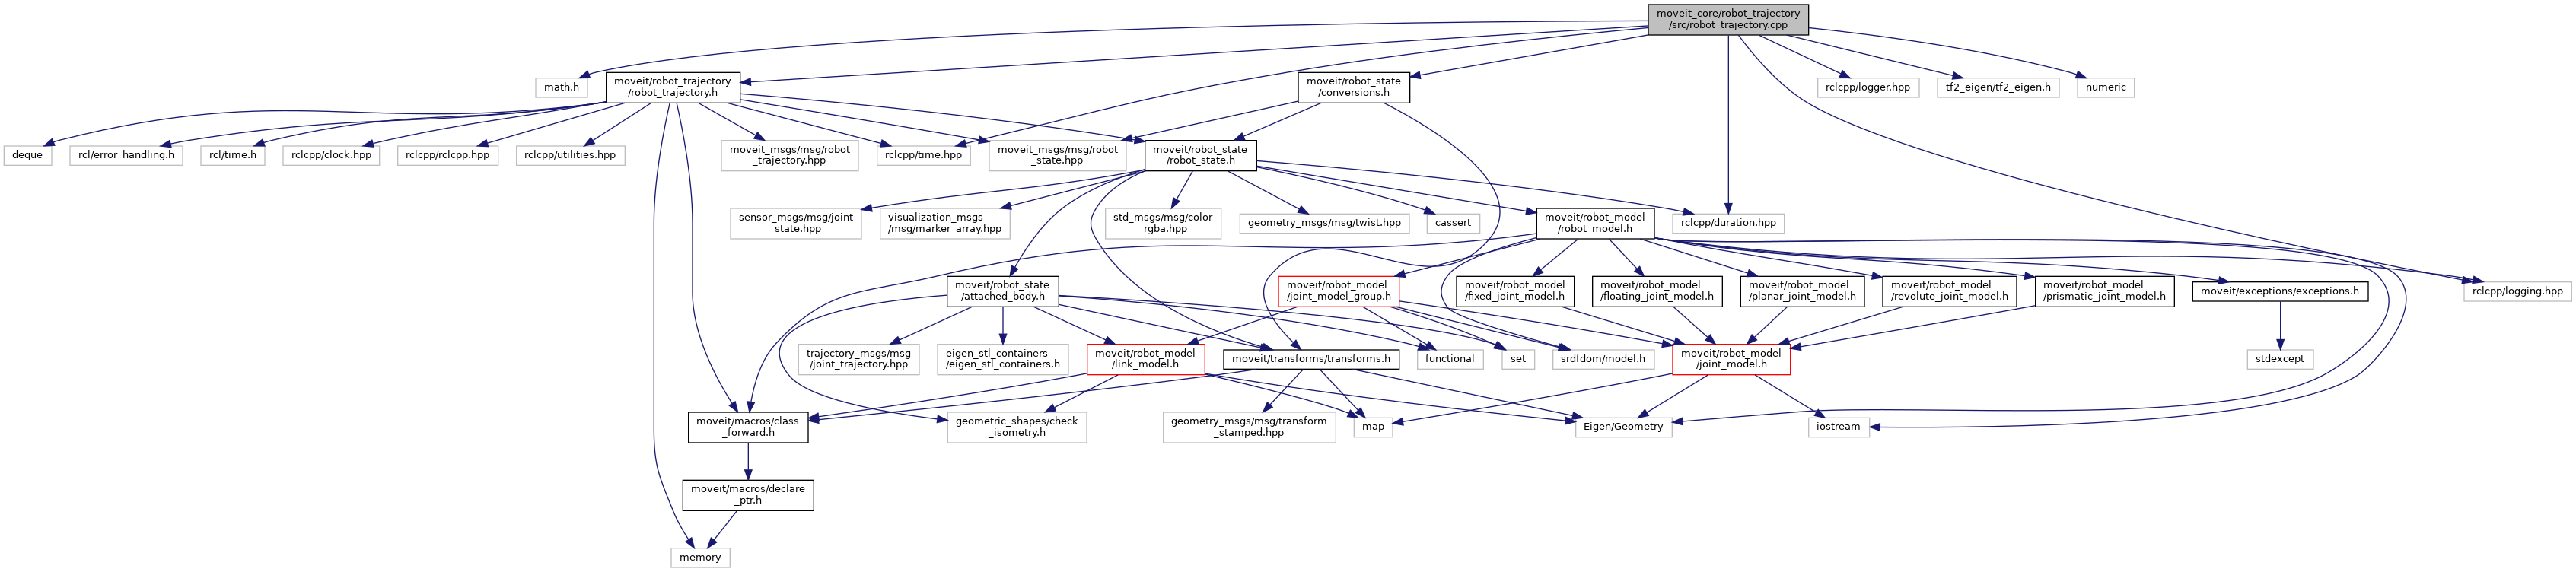 moveit_core/robot_trajectory
/src/robot_trajectory.cpp
math.h
moveit/robot_trajectory
/robot_trajectory.h
moveit/robot_state
/conversions.h
rclcpp/logger.hpp
tf2_eigen/tf2_eigen.h
numeric
deque
rcl/error_handling.h
rcl/time.h
rclcpp/clock.hpp
rclcpp/rclcpp.hpp
rclcpp/utilities.hpp
moveit_msgs/msg/robot
_trajectory.hpp
rclcpp/time.hpp
moveit_msgs/msg/robot
_state.hpp
moveit/robot_state
/robot_state.h
sensor_msgs/msg/joint
_state.hpp
visualization_msgs
/msg/marker_array.hpp
std_msgs/msg/color
_rgba.hpp
geometry_msgs/msg/twist.hpp
cassert
moveit/robot_model
/robot_model.h
rclcpp/duration.hpp
moveit/robot_state
/attached_body.h
moveit/robot_model
/joint_model_group.h
moveit/robot_model
/fixed_joint_model.h
moveit/robot_model
/floating_joint_model.h
moveit/robot_model
/planar_joint_model.h
moveit/robot_model
/revolute_joint_model.h
moveit/robot_model
/prismatic_joint_model.h
moveit/exceptions/exceptions.h
rclcpp/logging.hpp
trajectory_msgs/msg
/joint_trajectory.hpp
eigen_stl_containers
/eigen_stl_containers.h
moveit/robot_model
/link_model.h
moveit/transforms/transforms.h
functional
set
srdfdom/model.h
moveit/robot_model
/joint_model.h
stdexcept
moveit/macros/class
_forward.h
geometric_shapes/check
_isometry.h
geometry_msgs/msg/transform
_stamped.hpp
map
Eigen/Geometry
iostream
moveit/macros/declare
_ptr.h
memory